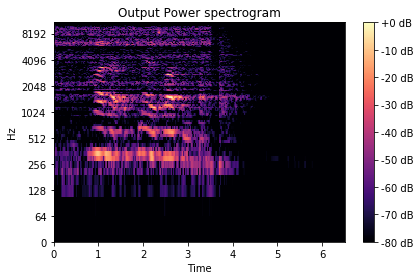 Output Power spectrogram
8192
4096
2048
1024
512
256
128
64
0
Hz
0 1 2 3 4 5 6
Time
+0 dB
-10 dB
-20 dB
-30 dB
-40 dB
-50 dB
-60 dB
-70 dB
-80 dB